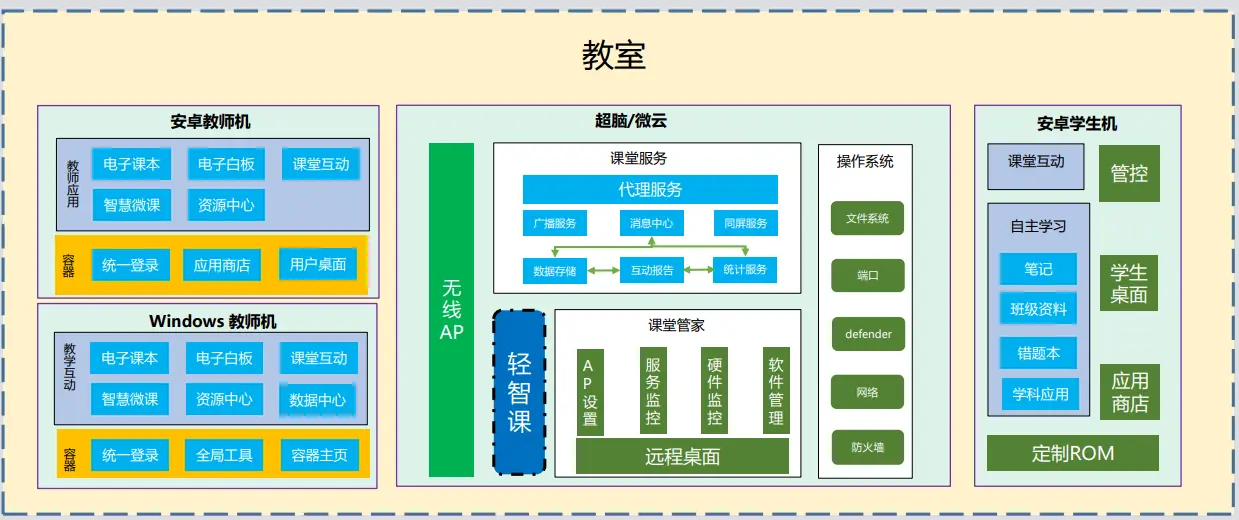 教室
安卓教师机
教师应用
电子课本
电子白板
课堂互动
智慧微课
资源中心
容器
统一登录
应用商店
用户桌面
Windows 教师机
教学互动
电子课本
电子白板
课堂互动
智慧微课
资源中心
数据中心
容器
统一登录
全局工具
容器主页
超脑/微云
无线AP
课堂服务
代理服务
广播服务
消息中心
同屏服务
数据存储
互动报告
统计服务
轻智课
课堂管家
AP设置
服务监控
硬件监控
软件管理
远程桌面
操作系统
文件系统
端口
defender
网络
防火墙
安卓学生机
课堂互动
自主学习
笔记
班级资料
错题本
学科应用
管控
学生
桌面
应用
商店
定制ROM